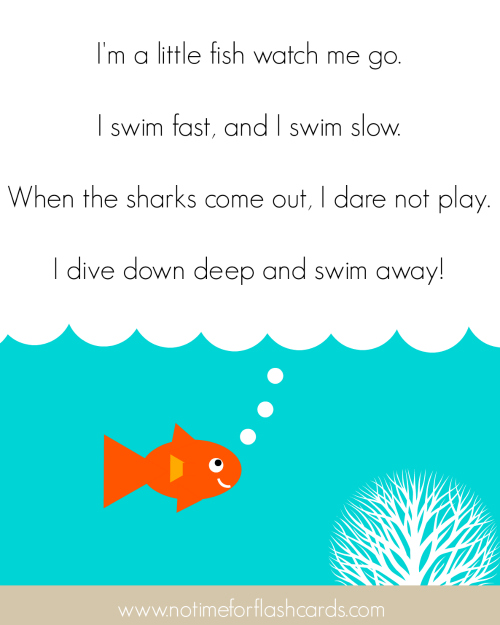 I'm a little fish watch me go.
I swim fast, and I swim slow.
When the sharks come out, I dare not play.
I dive down deep and swim away!
www.notimeforflashcards.com